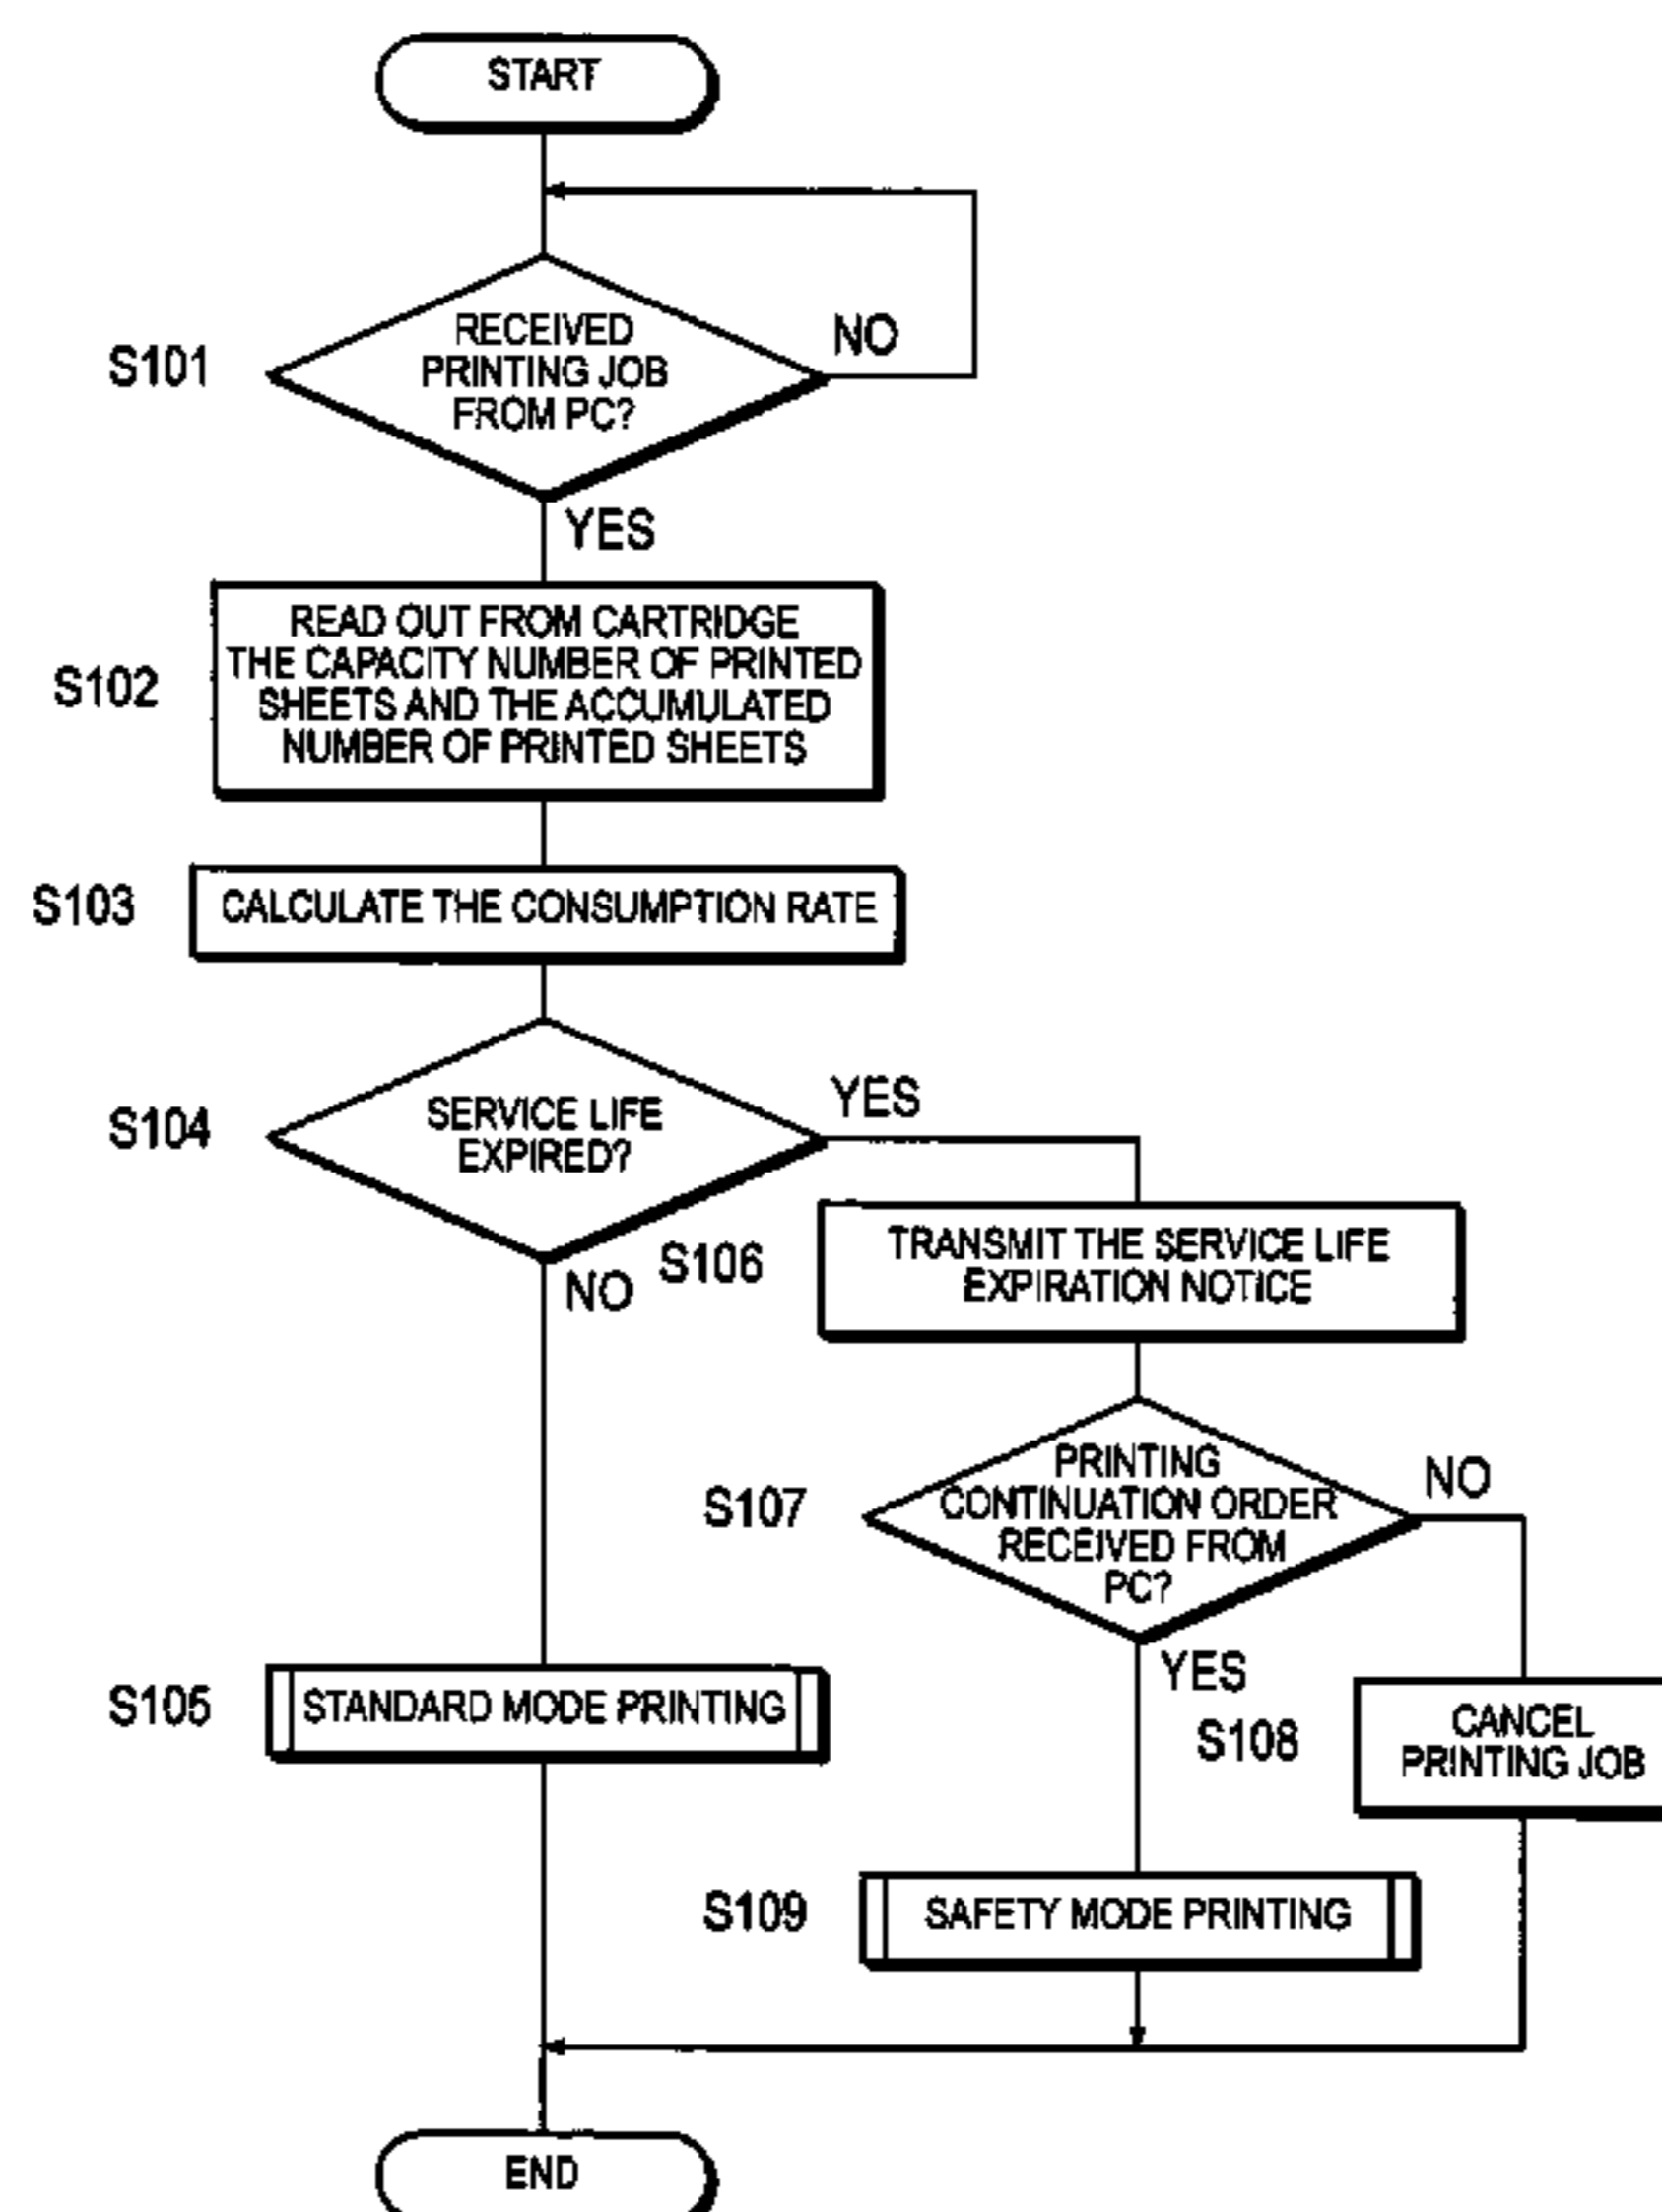 START
S101
RECEIVED
PRINTING JOB
FROM PC?
NO
YES
S102
READ OUT FROM CARTRIDGE
THE CAPACITY NUMBER OF PRINTED
SHEETS AND THE ACCUMULATED
NUMBER OF PRINTED SHEETS
S103
CALCULATE THE CONSUMPTION RATE
S104
SERVICE LIFE
EXPIRED?
YES
NO
S106
TRANSMIT THE SERVICE LIFE
EXPIRATION NOTICE
S107
PRINTING
CONTINUATION ORDER
RECEIVED FROM
PC?
NO
YES
S105
STANDARD MODE PRINTING
S108
CANCEL
PRINTING JOB
S109
SAFETY MODE PRINTING
END